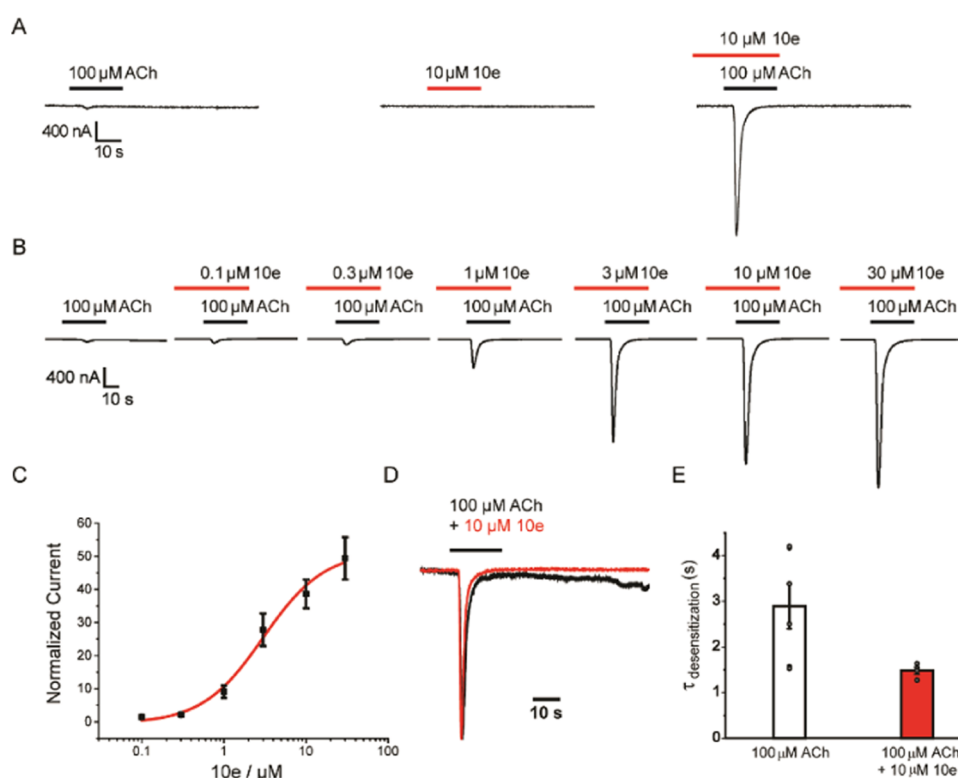 A
10 µM 10e
100 µM ACh
10 µM 10e
100 µM ACh
400 nA
10 s
B
0.1 µM 10e
0.3 µM 10e
1 µM 10e
3 µM 10e
10 µM 10e
30 µM 10e
100 µM ACh
100 µM ACh
100 µM ACh
100 µM ACh
100 µM ACh
100 µM ACh
100 µM ACh
400 nA
10 s
C
Normalized Current
60
50
40
30
20
10
0
0.1
1
10
100
10e / µM
D
100 µM ACh
+ 10 µM 10e
10 s
E
τ desensitization (s)
4
3
2
1
0
100 µM ACh
100 µM ACh
+ 10 µM 10e